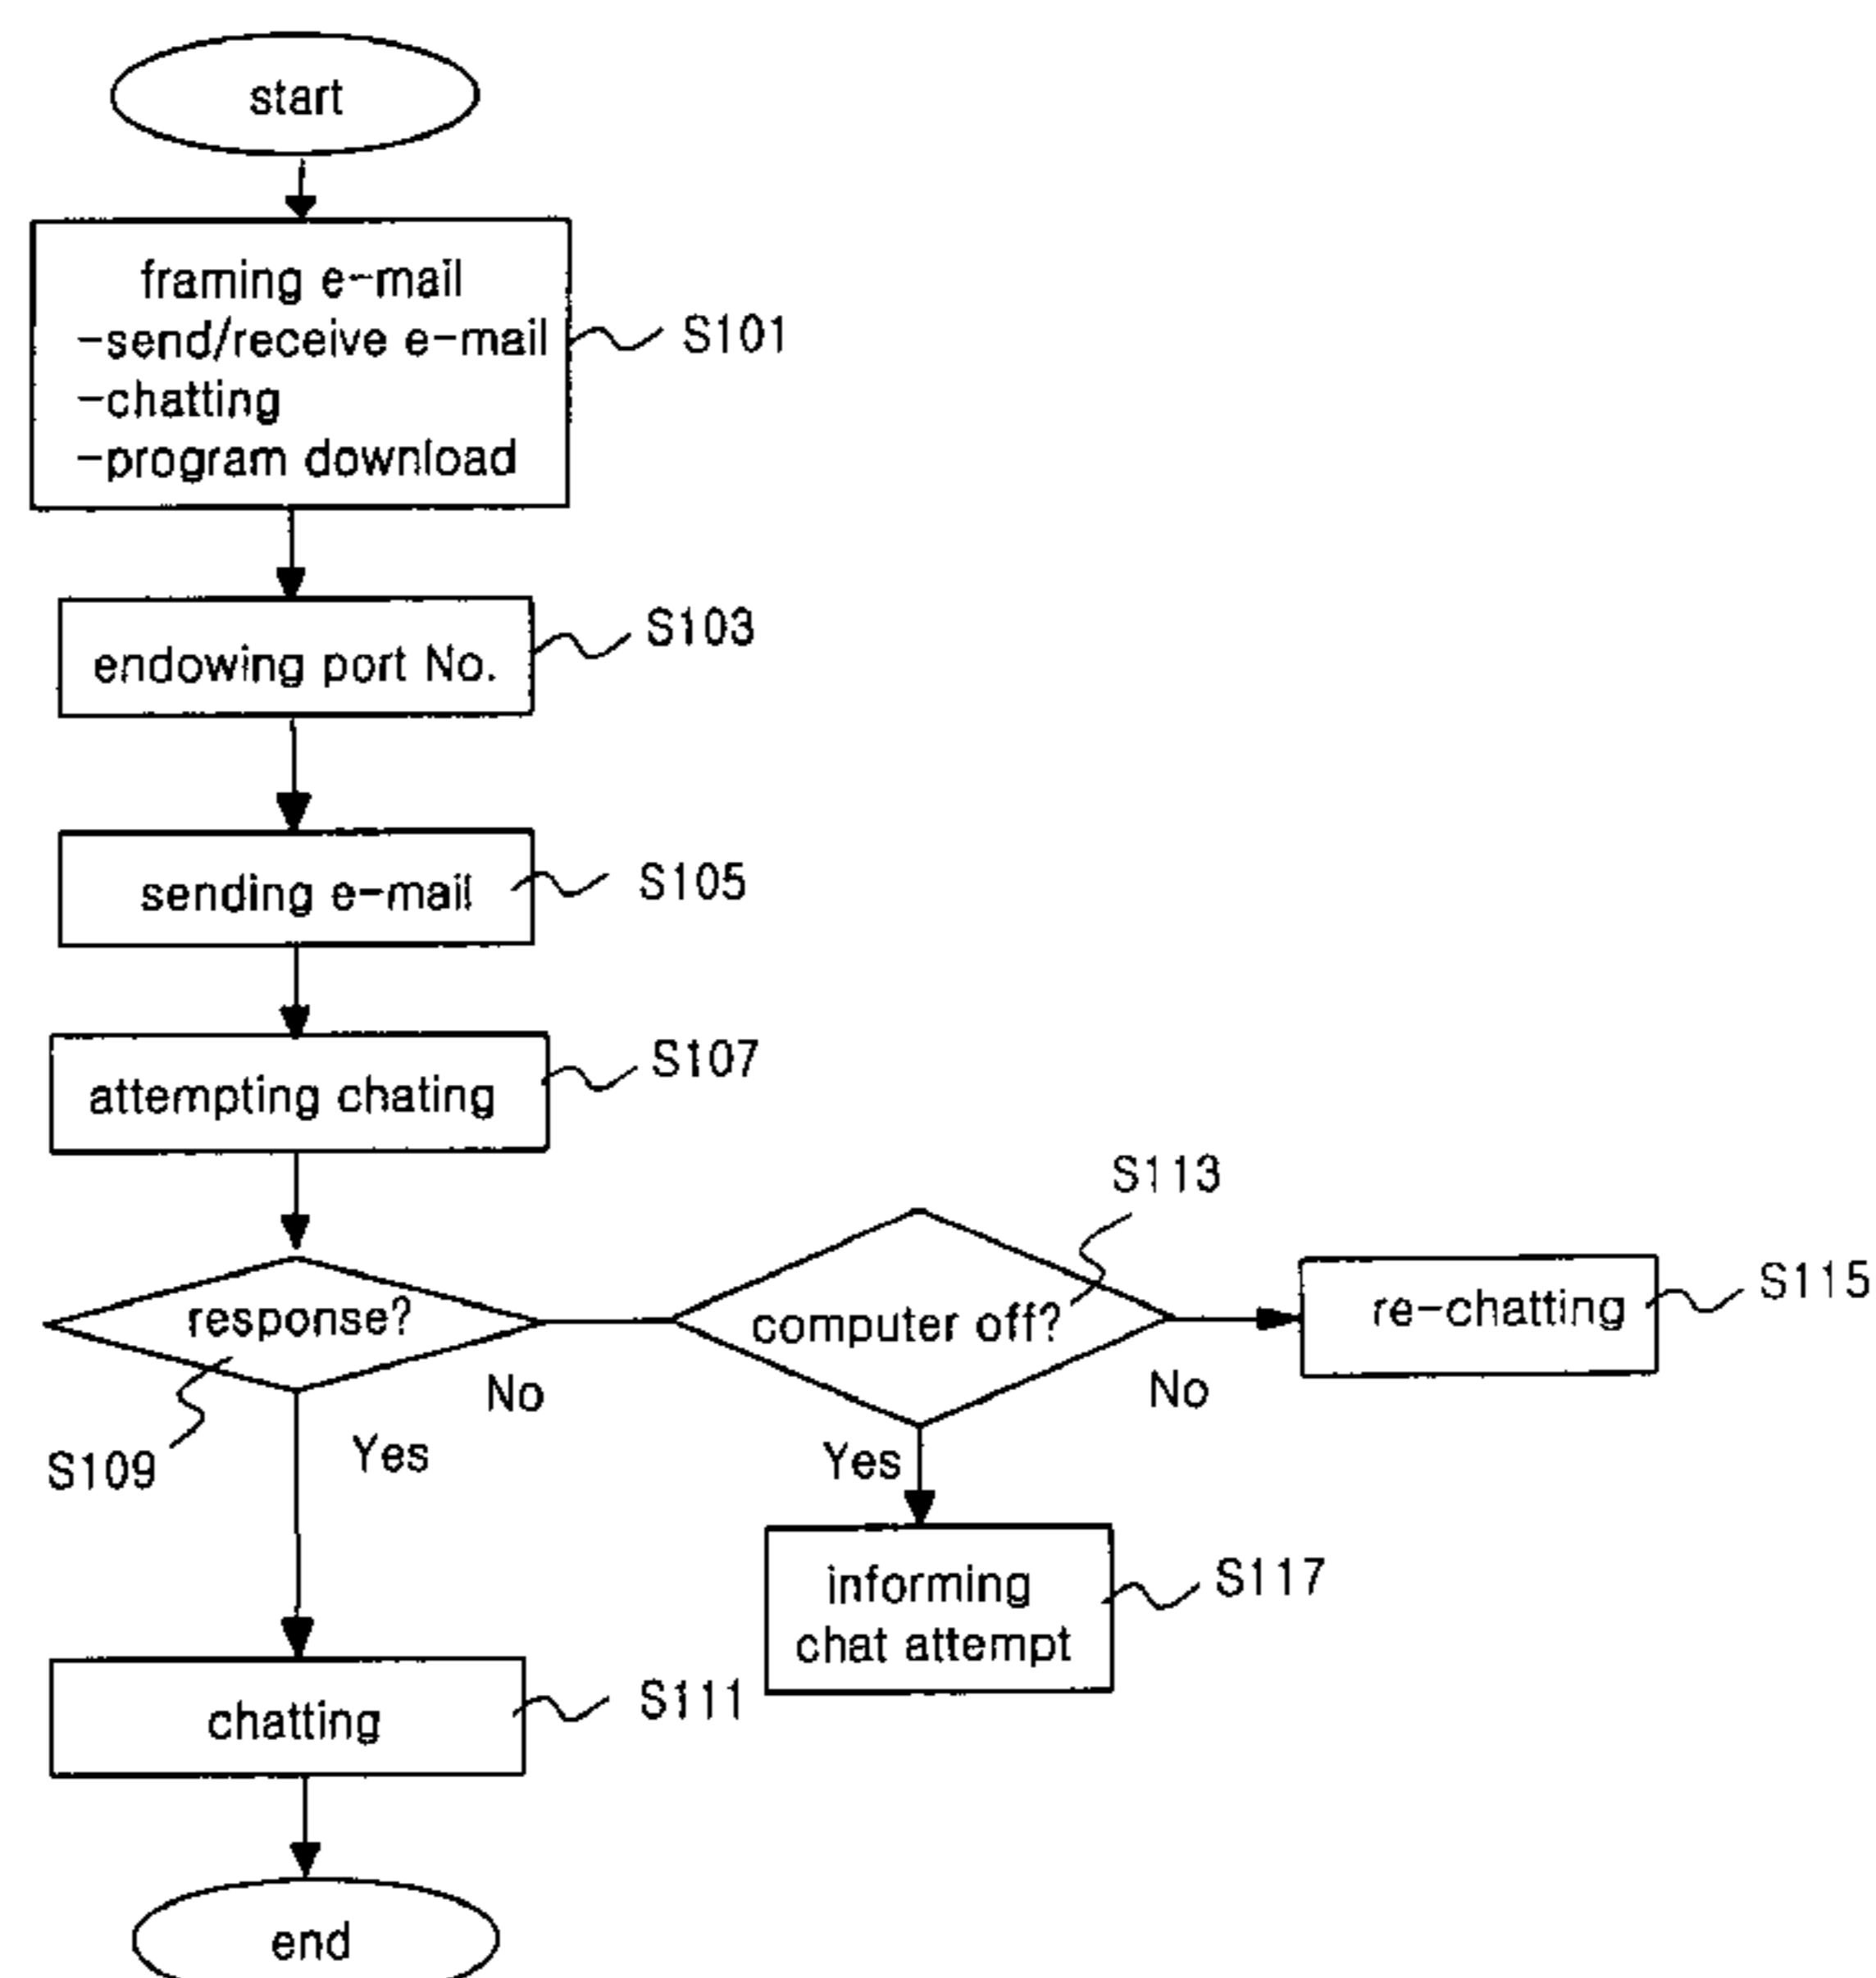 start
framing e-mail
-send/receive e-mail
-chatting
-program download
S101
endowing port No.
S103
sending e-mail
S105
attempting chating
S107
response?
S109
No
Yes
computer off?
S113
No
Yes
re-chatting
S115
informing
chat attempt
S117
chatting
S111
end